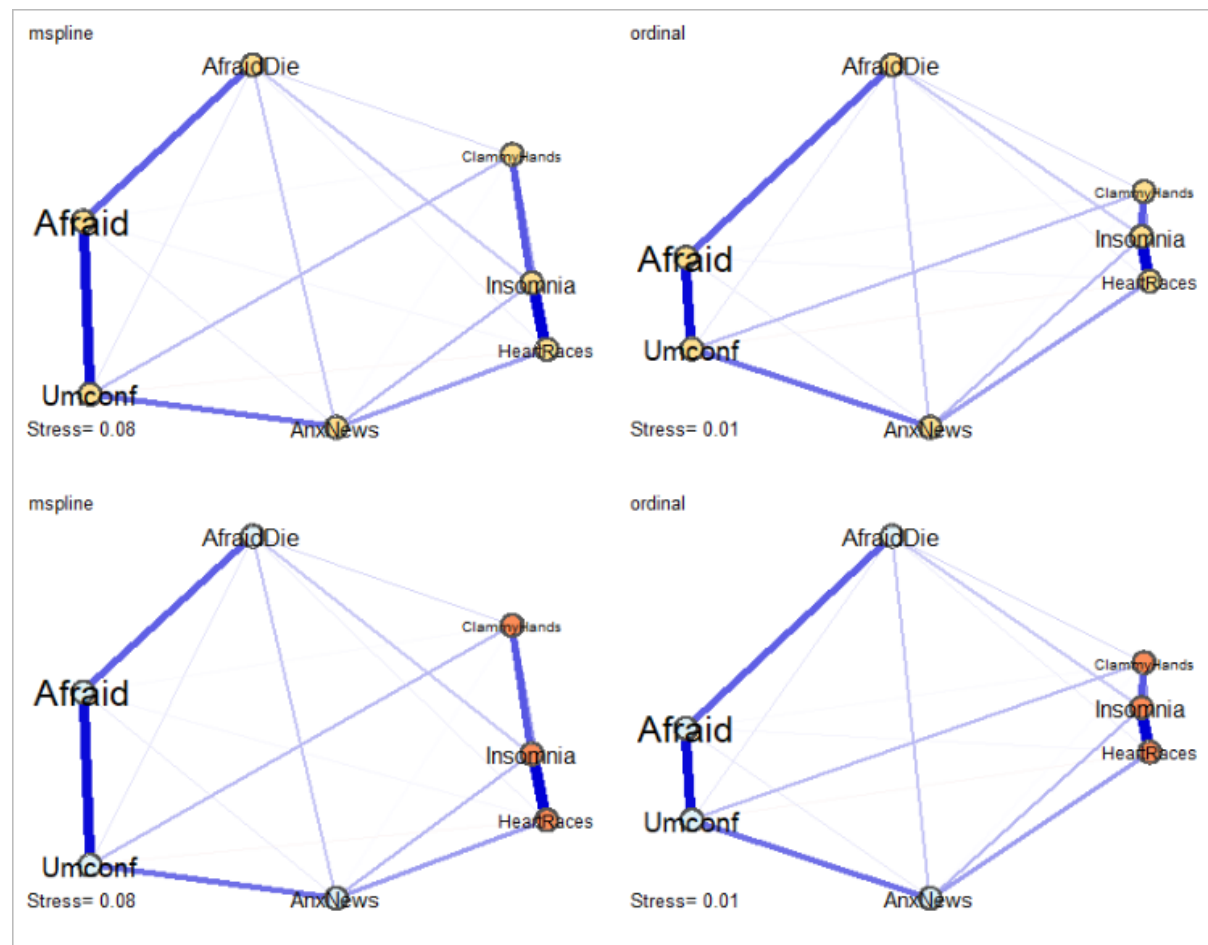 mspline
AfraidDie
ClammyHands
Afraid
Insomnia
HeartRaces
Umconf
AnxNews
Stress= 0.08
ordinal
AfraidDie
ClammyHands
Insomnia
Afraid
HeartRaces
Umconf
AnxNews
Stress= 0.01
mspline
AfraidDie
ClammyHands
Afraid
Insomnia
HeartRaces
Umconf
AnxNews
Stress= 0.08
ordinal
AfraidDie
ClammyHands
Insomnia
Afraid
HeartRaces
Umconf
AnxNews
Stress= 0.01